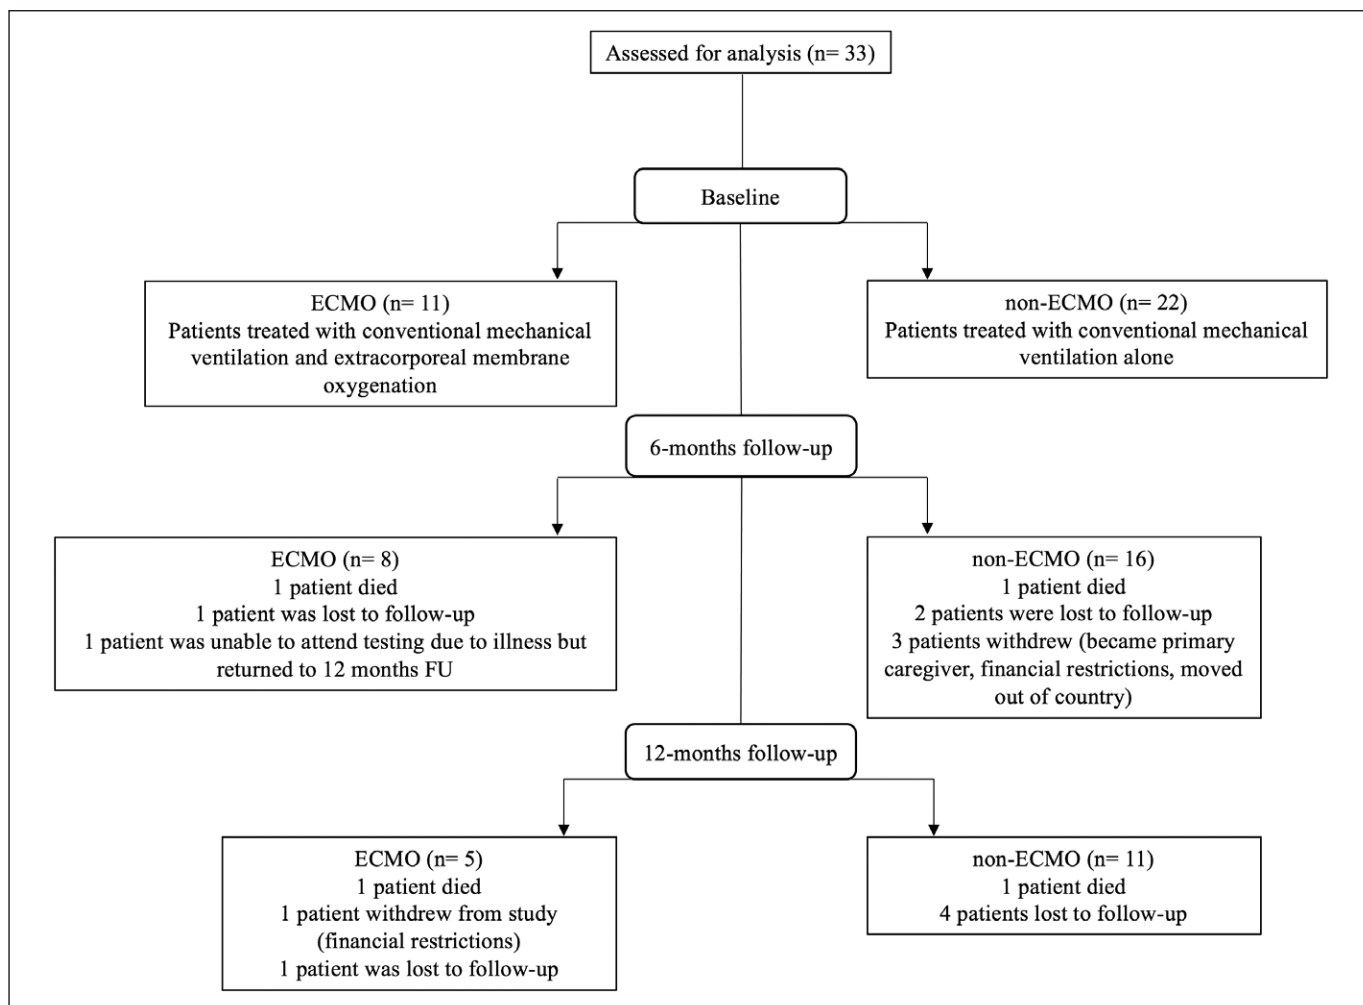 Assessed for analysis (n= 33)
Baseline
ECMO (n= 11)
Patients treated with conventional mechanical
ventilation and extracorporeal membrane
oxygenation
non-ECMO (n= 22)
Patients treated with conventional mechanical
ventilation alone
6-months follow-up
ECMO (n= 8)
1 patient died
1 patient was lost to follow-up
1 patient was unable to attend testing due to illness but
returned to 12 months FU
non-ECMO (n= 16)
1 patient died
2 patients were lost to follow-up
3 patients withdrew (became primary
caregiver, financial restrictions, moved
out of country)
12-months follow-up
ECMO (n= 5)
1 patient died
1 patient withdrew from study
(financial restrictions)
1 patient was lost to follow-up
non-ECMO (n= 11)
1 patient died
4 patients lost to follow-up